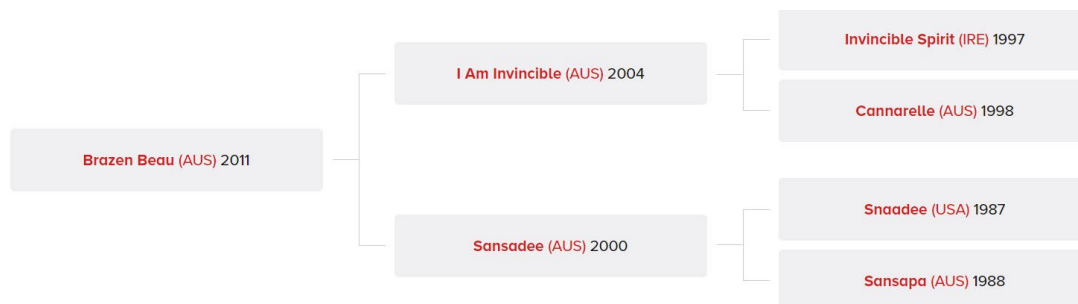 Invincible Spirit (IRE) 1997
I Am Invincible (AUS) 2004
Cannarelle (AUS) 1998
Brazen Beau (AUS) 2011
Snaadee (USA) 1987
Sansadee (AUS) 2000
Sansapa (AUS) 1988